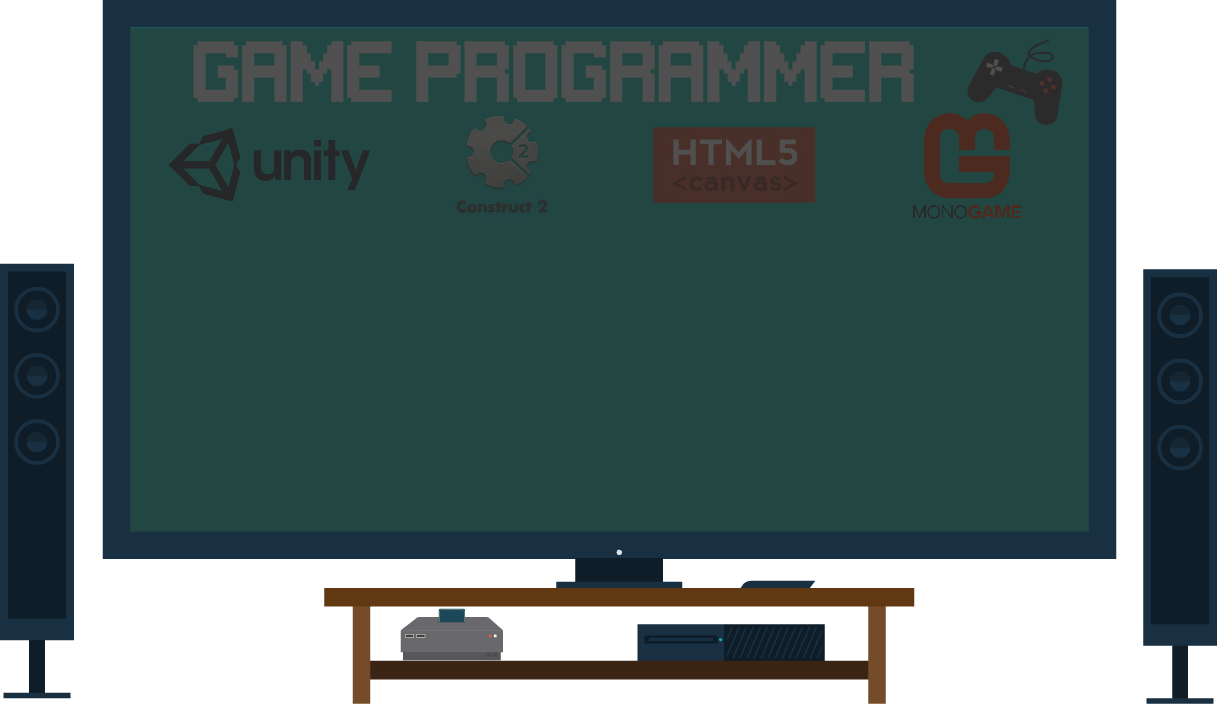 GAME PROGRAMMER
unity
2
Construct 2
HTML5
<canvas>
MONOGAME